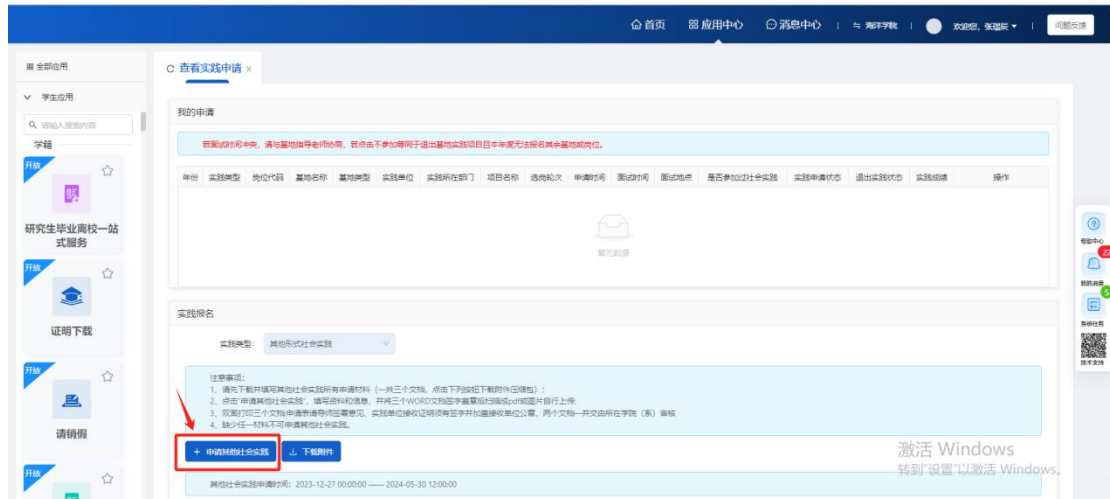 首页
应用中心
消息中心
海洋学院
欢迎您，张琨辰
问题反馈
全部应用
查看实践申请 ×
学生应用
请输入搜索内容
学籍
开放
研究生毕业离校一站
式服务
开放
证明下载
开放
请销假
开放
我的申请
若面试时间冲突，请与基地指导老师协商，若点击不参加等同于退出基地实践项目且本年度无法报名其余基地或岗位。
年份 实践类型 岗位代码 基地名称 基地类型 实践单位 实践所在部门 项目名称 选岗轮次 申请时间 面试时间 面试地点 是否参加过社会实践 实践申请状态 退出实践状态 实践成绩 操作
暂无数据
实践报名
实践类型: 其他形式社会实践
注意事项:
1、请先下载并填写其他社会实践所有申请材料（一共三个文档，点击下列按钮下载附件压缩包）;
2、点击“申请其他社会实践”，填写资料和信息，并将三个WORD文档签字盖章后扫描成pdf或图片自行上传;
3、双面打印三个文档申请表请导师签署意见，实践单位接收证明须有签字并加盖接收单位公章，两个文档一并交由所在学院（系）审核
4、缺少任一材料不可申请其他社会实践。
+ 申请其他社会实践
下载附件
其他社会实践申请时间: 2023-12-27 00:00:00 —— 2024-05-30 12:00:00
帮助中心
22
我的消息
5
系统任务
技术支持
激活 Windows
转到"设置"以激活 Windows。